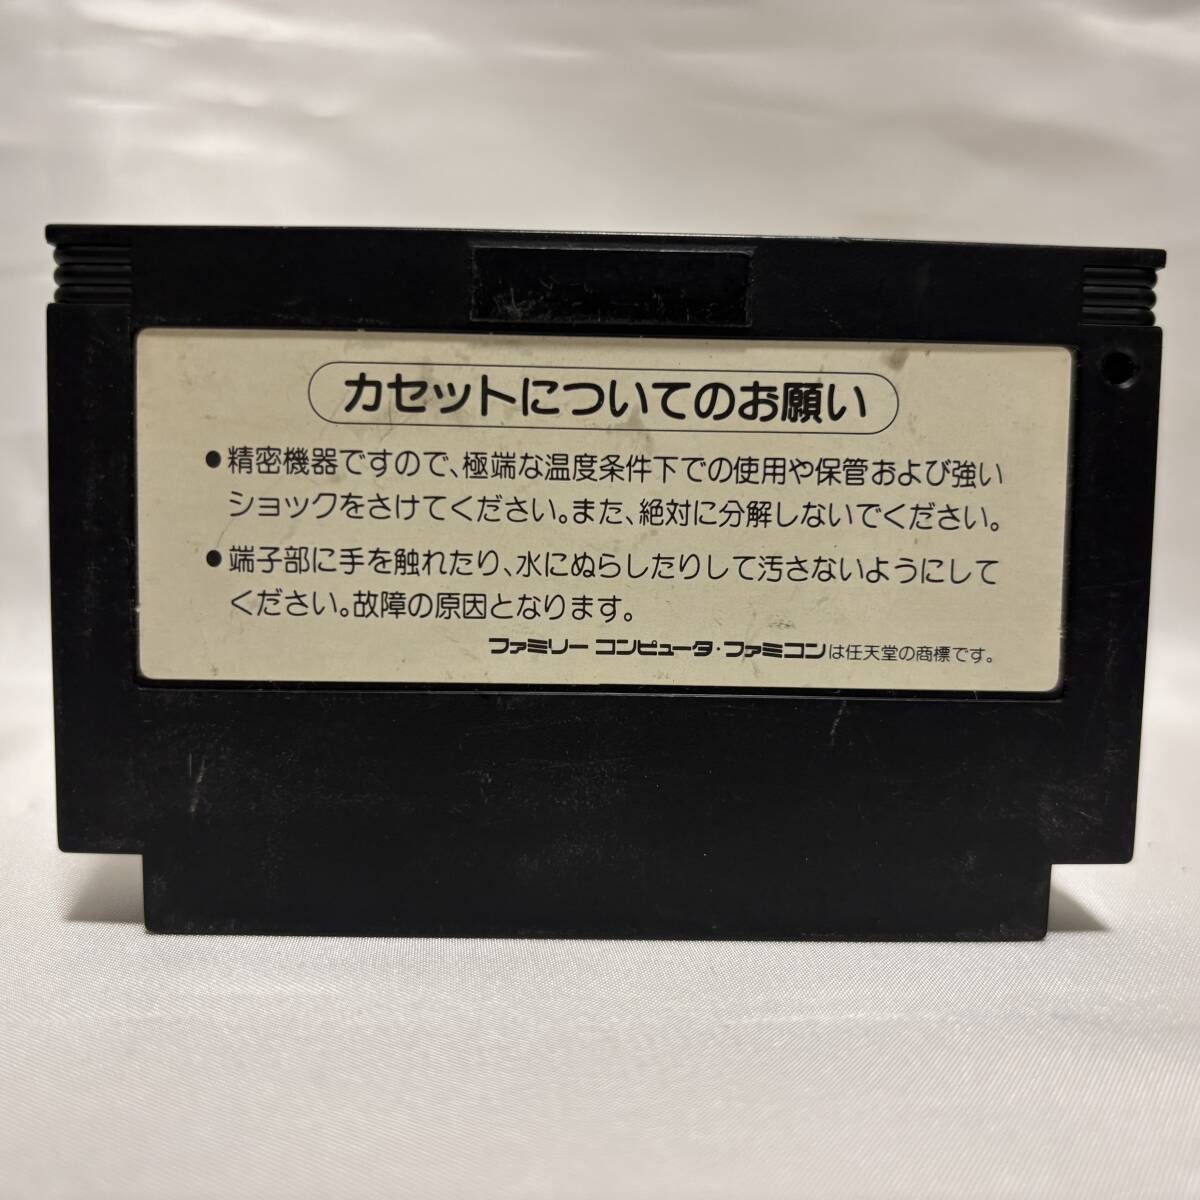 カセットについてのお願い
●精密機器ですので、極端な温度条件下での使用や保管および強い
ショックをさけてください。また、絶対に分解しないでください。
●端子部に手を触れたり、水にぬらしたりして汚さないようにして
ください。故障の原因となります。
ファミリー コンピュータ・ファミコンは任天堂の商標です。